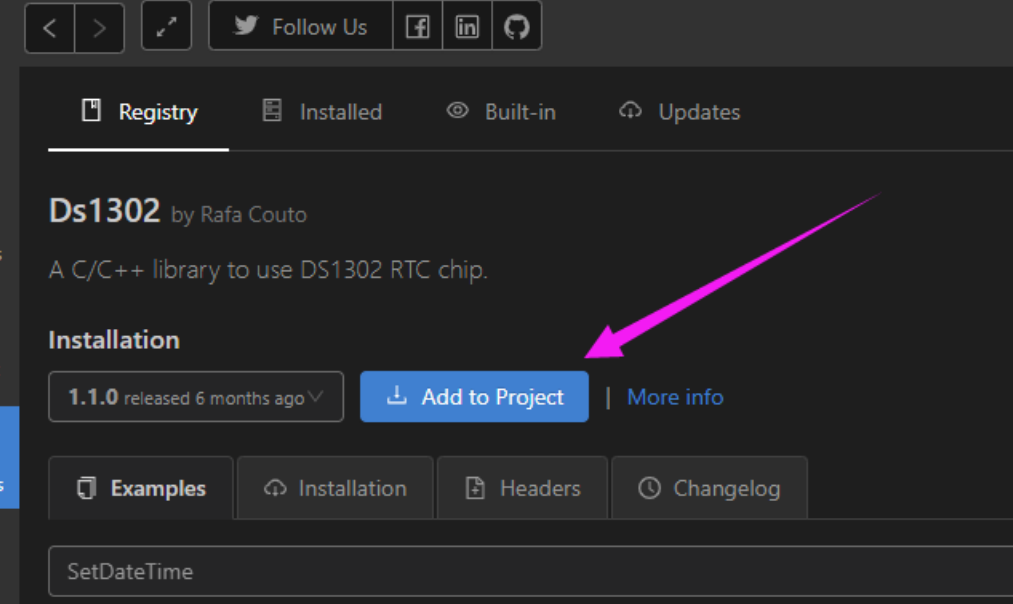 Follow Us
Registry Installed Built-in Updates
Ds1302 by Rafa Couto
A C/C++ library to use DS1302 RTC chip.
Installation
1.1.0 released 6 months ago Add to Project | More info
Examples Installation Headers Changelog
SetDateTime